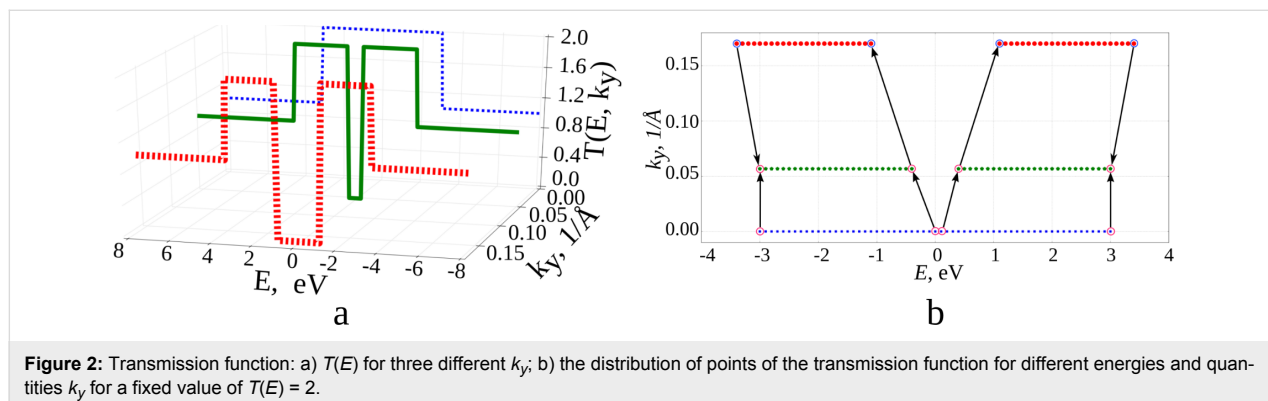 2.0
1.6
1.2
0.8
0.4
0.0
T(E, ky)
0.00
0.05
0.10
0.15
ky, 1/Å
8 6 4 2 0 -2 -4 -6 -8
E, eV
a
0.15
0.10
0.05
0.00
ky, 1/Å
-4 -3 -2 -1 0 1 2 3 4
E, eV
b
Figure 2: Transmission function: a) T(E) for three different ky; b) the distribution of points of the transmission function for different energies and quan-
tities ky for a fixed value of T(E) = 2.